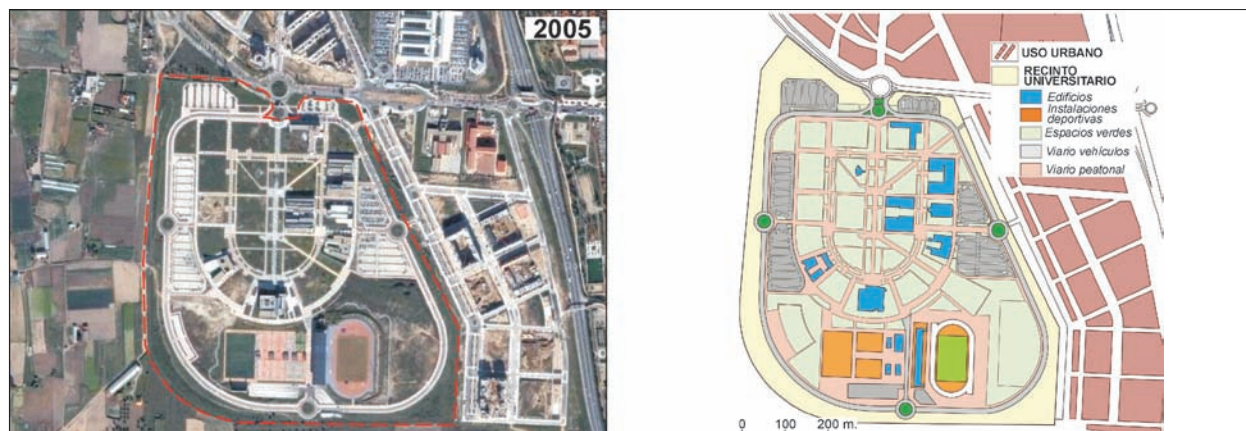 2005
USO URBANO
RECINTO
UNIVERSITARIO
Edificios
Instalaciones
deportivas
Espacios verdes
Viario vehículos
Viario peatonal
0 100 200 m.